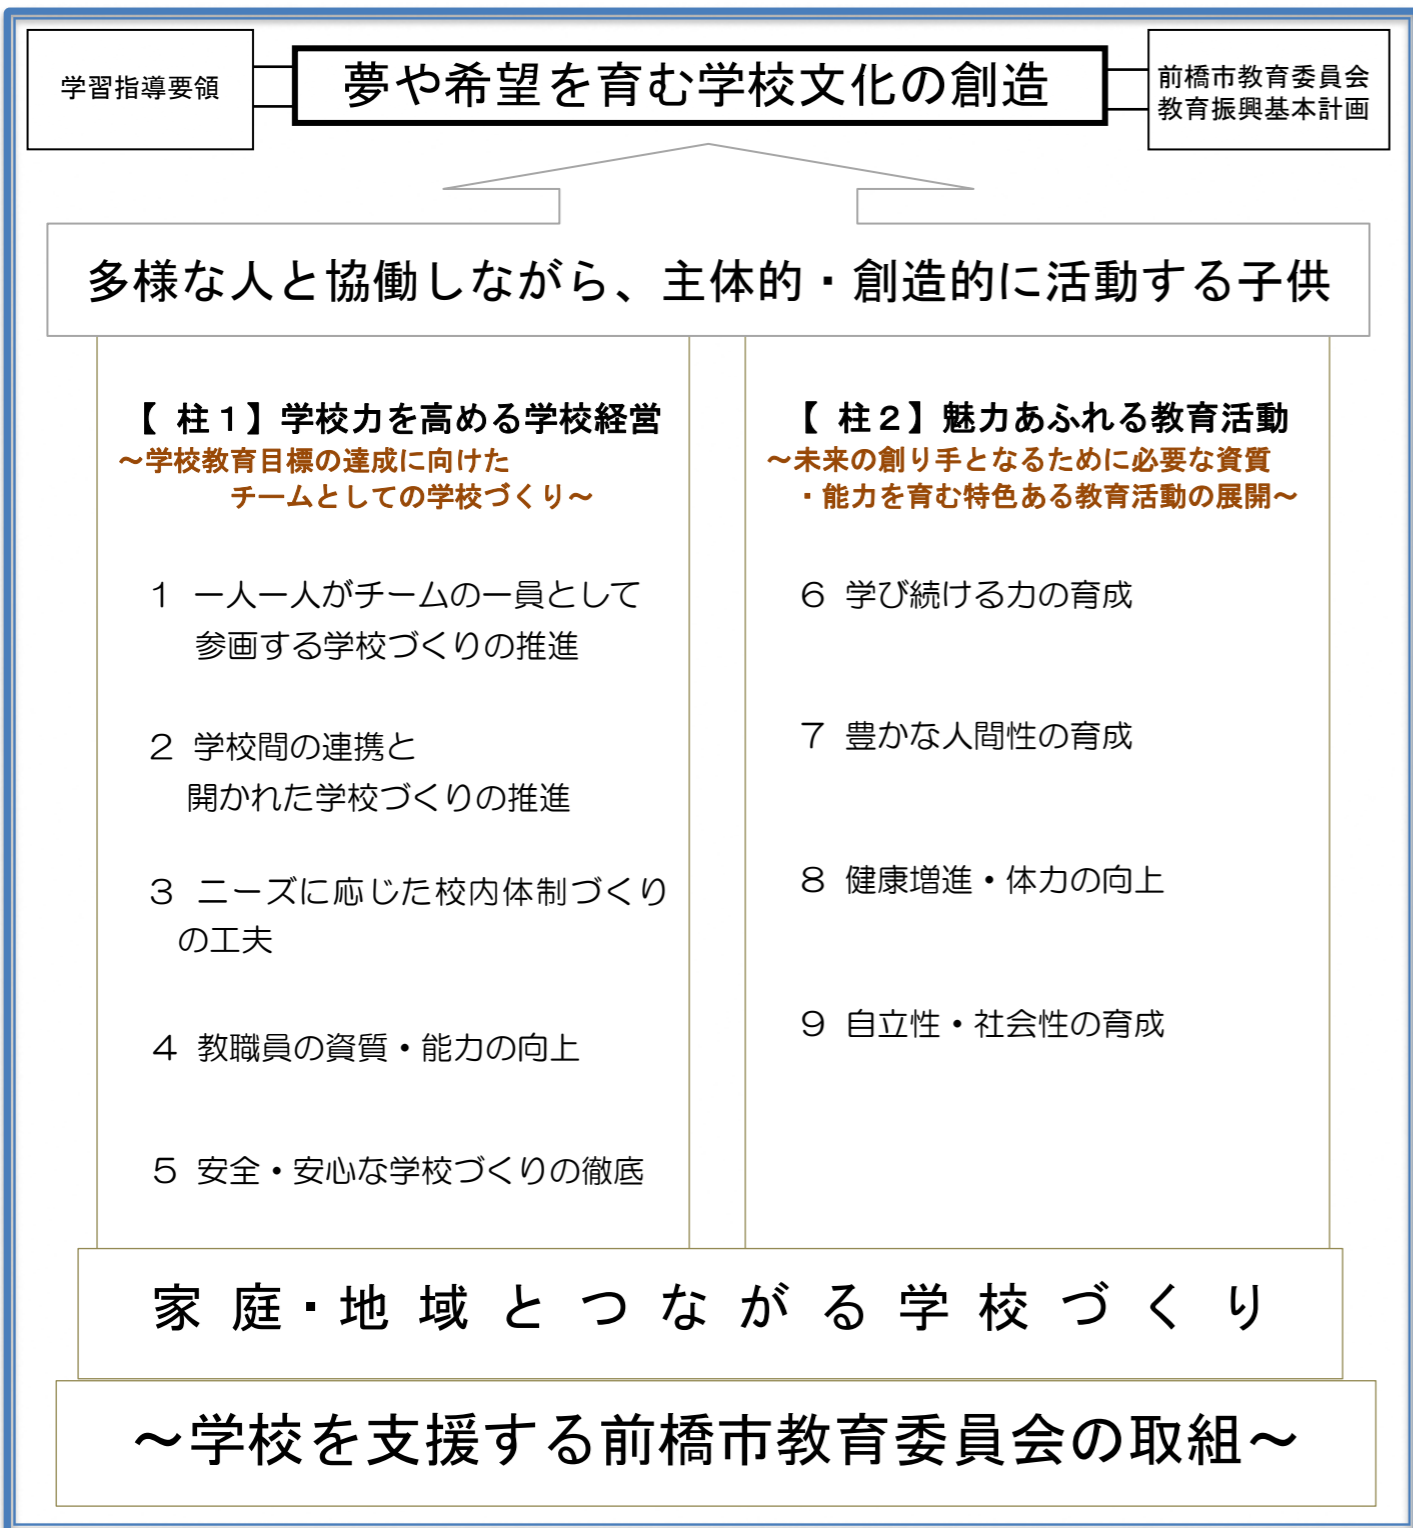 学習指導要領
夢や希望を育む学校文化の創造
前橋市教育委員会
教育振興基本計画
多様な人と協働しながら、主体的・創造的に活動する子供
【 柱１】学校力を高める学校経営
～学校教育目標の達成に向けた
チームとしての学校づくり～
１ 一人一人がチームの一員として
参画する学校づくりの推進
２ 学校間の連携と
開かれた学校づくりの推進
３ ニーズに応じた校内体制づくり
の工夫
４ 教職員の資質・能力の向上
５ 安全・安心な学校づくりの徹底
【 柱２】魅力あふれる教育活動
～未来の創り手となるために必要な資質
・能力を育む特色ある教育活動の展開～
６ 学び続ける力の育成
７ 豊かな人間性の育成
８ 健康増進・体力の向上
９ 自立性・社会性の育成
家 庭・地 域 と つ な が る 学 校 づ く り
～学校を支援する前橋市教育委員会の取組～